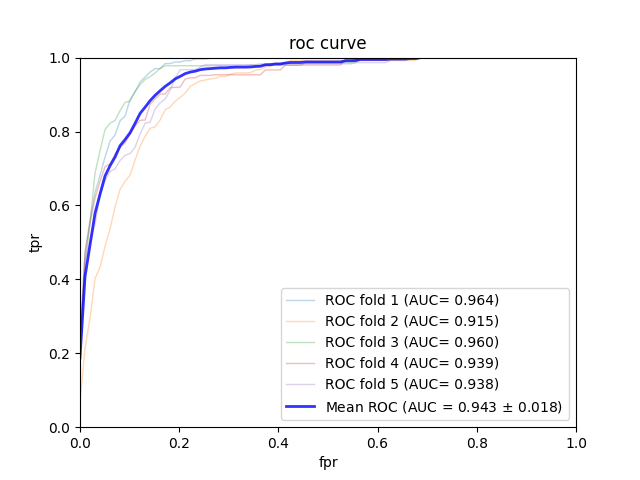 roc curve
1.0
0.8
0.6
0.4
0.2
0.0
tpr
ROC fold 1 (AUC= 0.964)
ROC fold 2 (AUC= 0.915)
ROC fold 3 (AUC= 0.960)
ROC fold 4 (AUC= 0.939)
ROC fold 5 (AUC= 0.938)
Mean ROC (AUC = 0.943 ± 0.018)
0.0 0.2 0.4 0.6 0.8 1.0
fpr